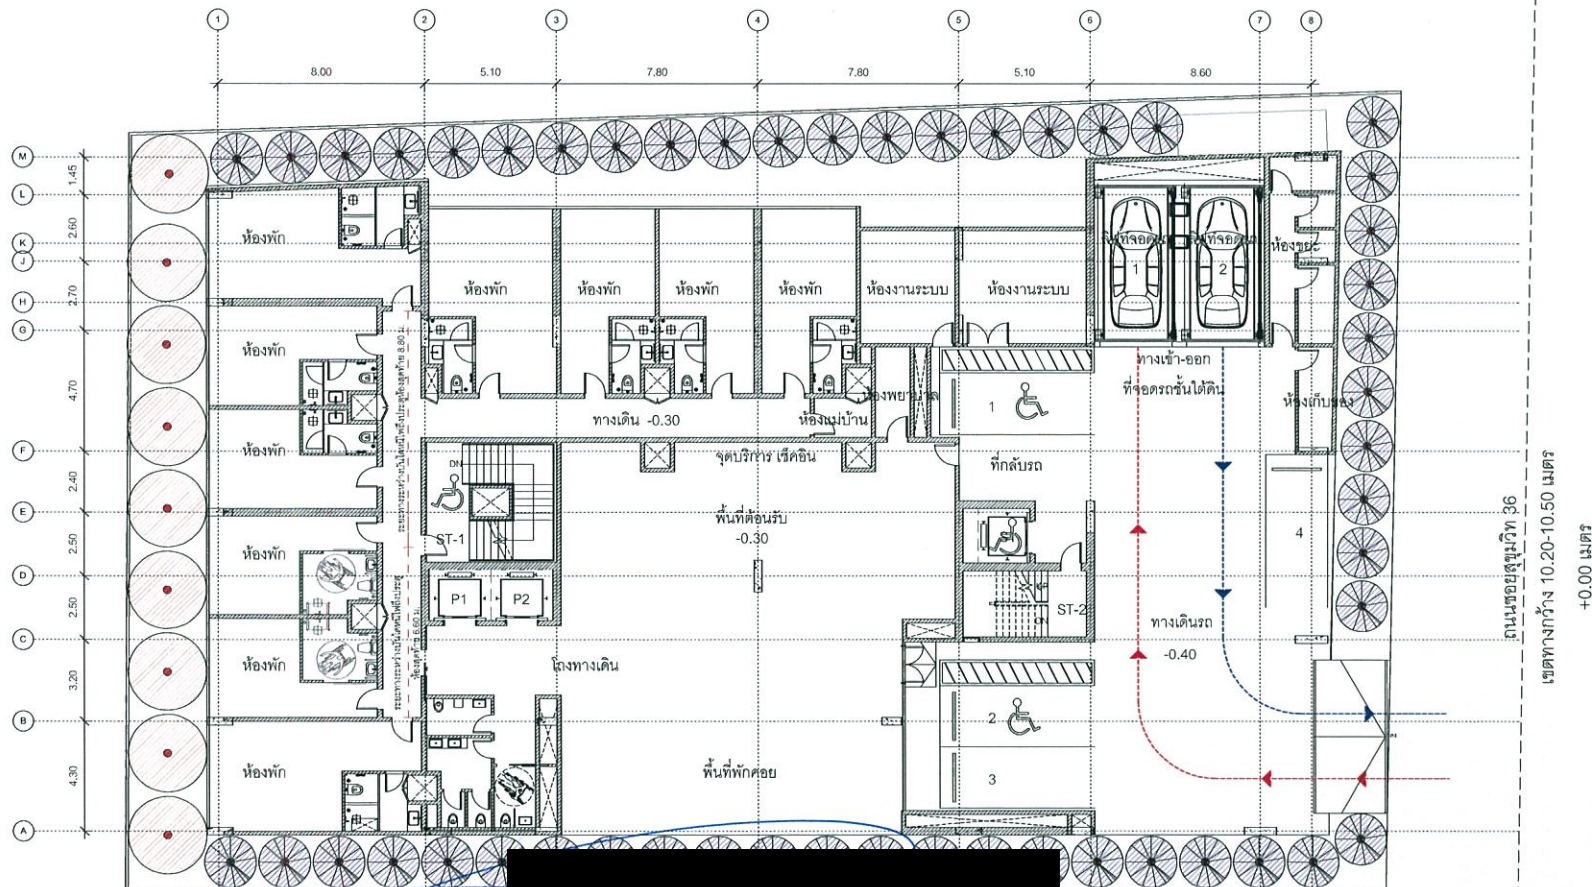 1 2 3 4 5 6 7 8
8.00 5.10 7.80 7.80 5.10 8.60
M
1.45
L
2.60
K
J
2.70
H
G
4.70
F
2.40
E
2.50
D
2.50
C
3.20
B
4.30
A
ห้องพัก
ห้องพัก
ห้องพัก
ห้องพัก
ห้องพัก
ห้องพัก
ห้องพัก
ห้องพัก
ห้องพัก
ห้องพัก
ห้องงานระบบ
ห้องงานระบบ
ที่จอดรถ
1
ที่จอดรถ
2
ห้องขยะ
ทางเข้า-ออก
ที่จอดรถชั้นใต้ดิน
ห้องเก็บของ
ห้องพยาบาล
ห้องแม่บ้าน
ทางเดิน -0.30
จุดบริการ เช็คอิน
1
ที่กลับรถ
พื้นที่ต้อนรับ
-0.30
DN
ST-1
P1 P2
UP
DN
ST-2
4
ทางเดินรถ
-0.40
โถงทางเดิน
2
3
พื้นที่พักคอย
ถนนซอยสุขุมวิท 36
เขตทางกว้าง 10.20-10.50 เมตร
+0.00 เมตร